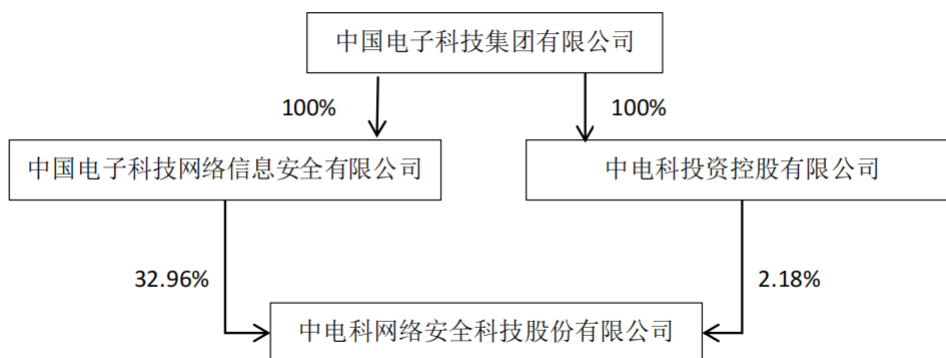 中国电子科技集团有限公司
100%
100%
中国电子科技网络信息安全有限公司
中电科投资控股有限公司
32.96%
2.18%
中电科网络安全科技股份有限公司